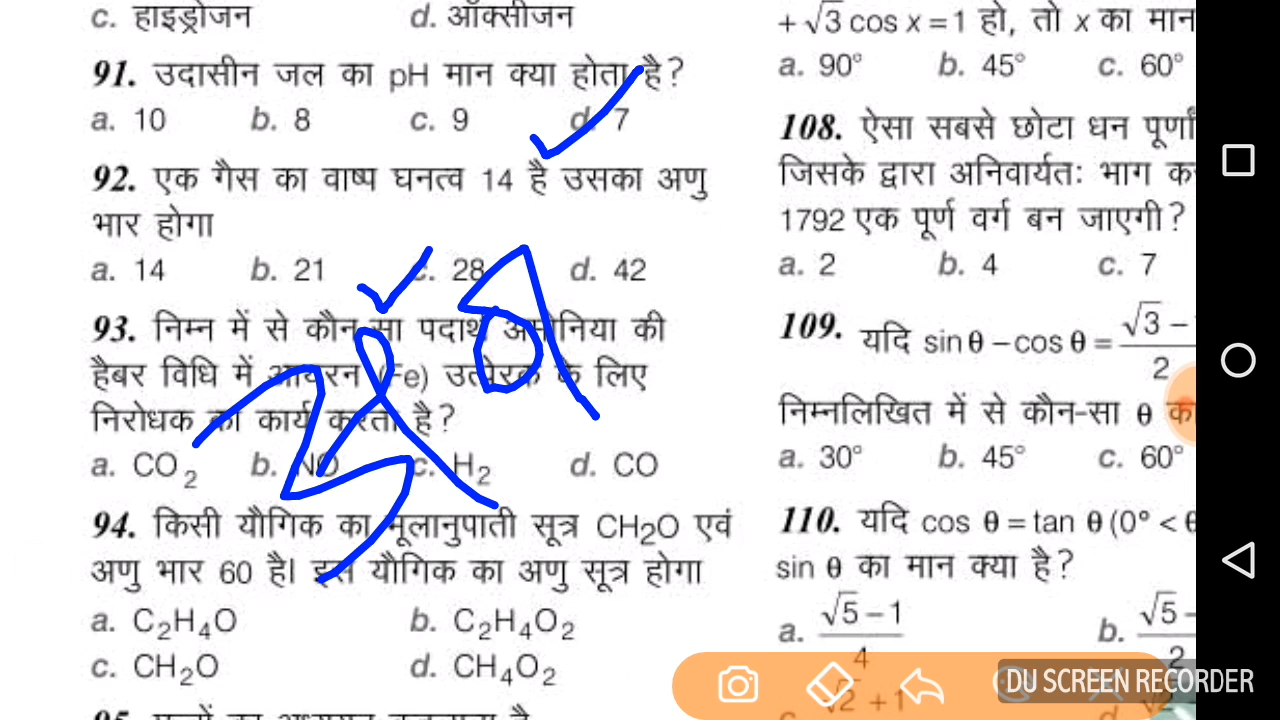 c. हाइड्रोजन d. ऑक्सीजन
91. उदासीन जल का pH मान क्या होता है?
a. 10 b. 8 c. 9 d. 7
92. एक गैस का वाष्प घनत्व 14 है उसका अणु
भार होगा
a. 14 b. 21 c. 28 d. 42
93. निम्न में से कौन सा पदार्थ अमोनिया की
हैबर विधि में आयरन (Fe) उत्प्रेरक के लिए
निरोधक का कार्य करता है?
a. CO₂ b. NO c. H₂ d. CO
94. किसी यौगिक का मूलानुपाती सूत्र CH2O एवं
अणु भार 60 है। इस यौगिक का अणु सूत्र होगा
a. C₂H₄O b. C₂H₄O₂
c. CH₂O d. CH₄O₂
+ √3 cos x = 1 हो, तो x का मान
a. 90° b. 45° c. 60°
108. ऐसा सबसे छोटा धन
जिसके द्वारा अनिवार्यतः भाग
1792 एक पूर्ण वर्ग बन जाएगी?
a. 2 b. 4 c. 7
109. यदि sin θ – cos θ = √3 – / 2
निम्नलिखित में से कौन-सा θ
a. 30° b. 45° c. 60°
110. यदि cos θ = tan θ (0° <
sin θ का मान क्या है?
a. √5 – 1 / 4 b. √5 – / 2
√2 + 1
DU SCREEN RECORDER